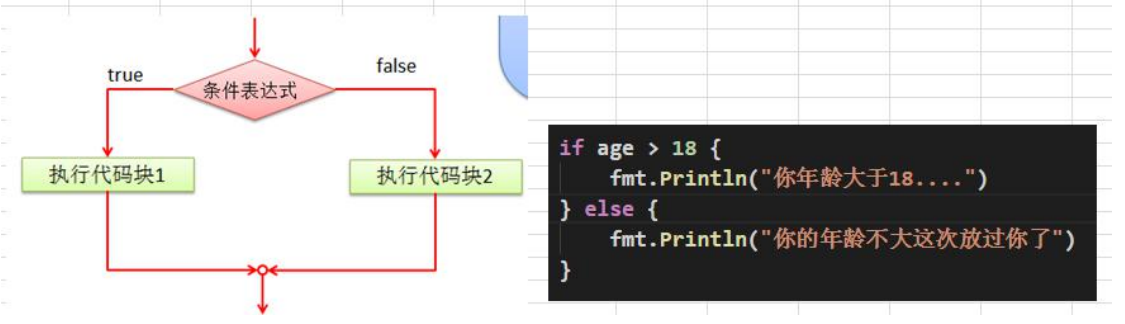 true
false
条件表达式
执行代码块1
执行代码块2
if age > 18 {
    fmt.Println("你年龄大于18....")
} else {
    fmt.Println("你的年龄不大这次放过你了")
}